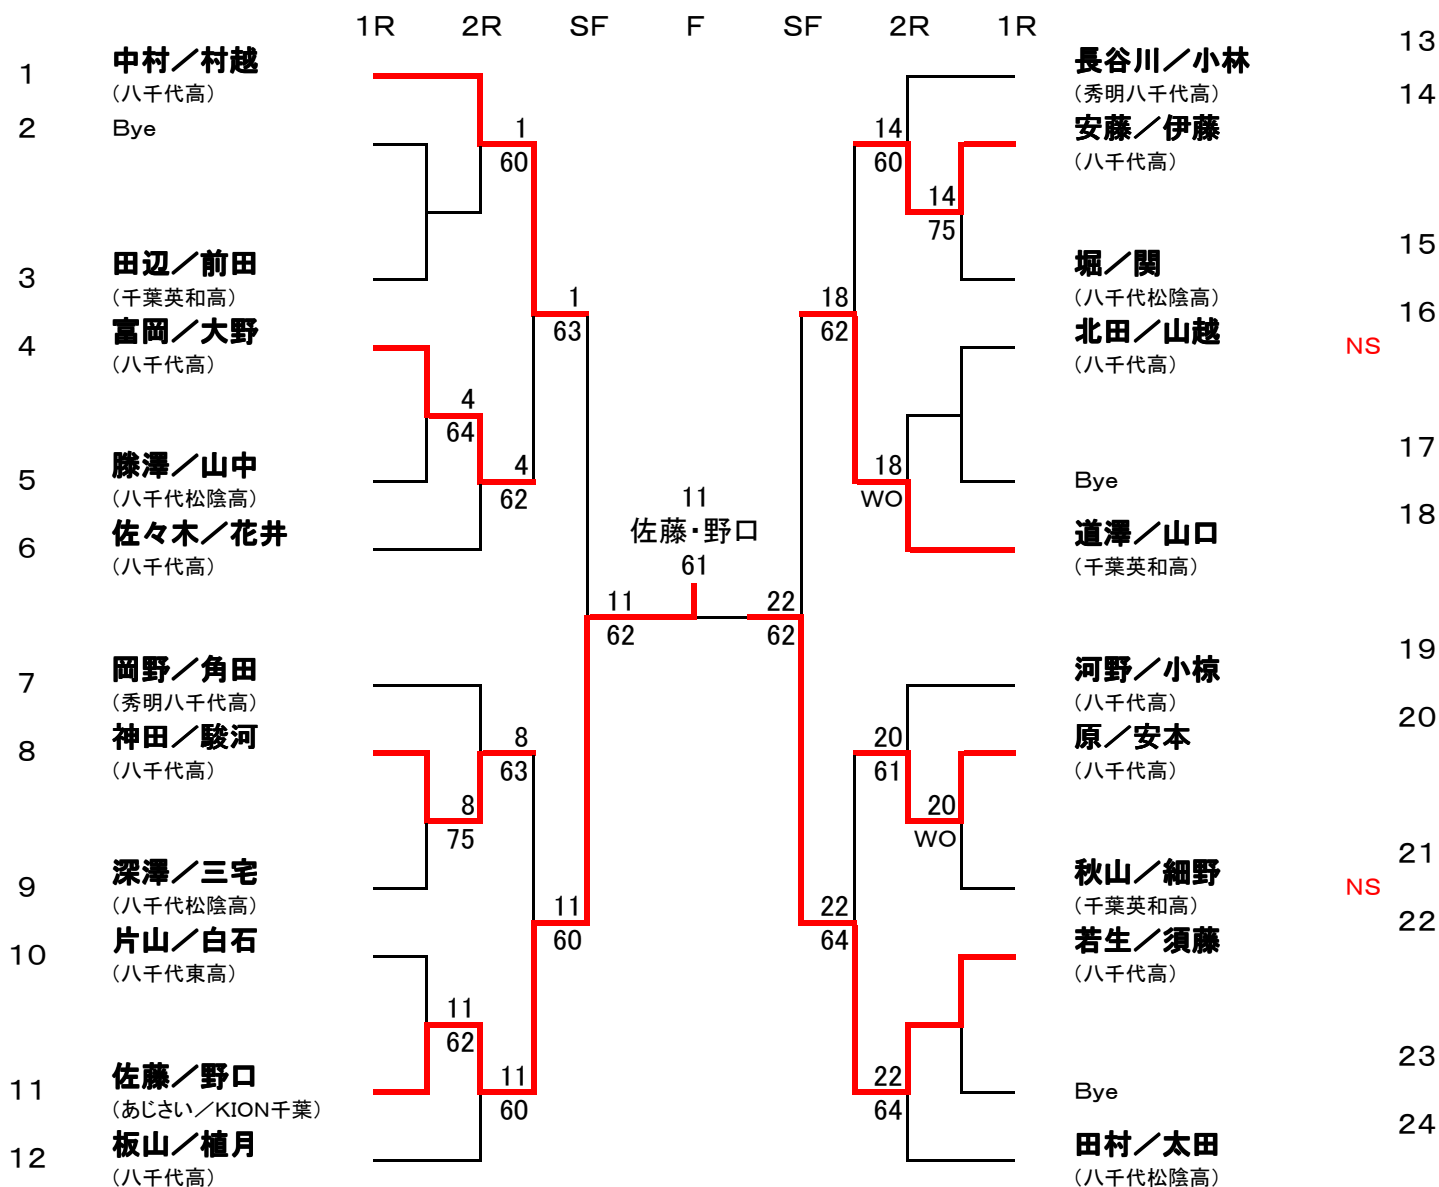 1R 2R SF F SF 2R 1R
1 中村／村越
（八千代高）
2 Bye
3 田辺／前田
（千葉英和高）
4 富岡／大野
（八千代高）
5 滕澤／山中
（八千代松陰高）
6 佐々木／花井
（八千代高）
7 岡野／角田
（秀明八千代高）
8 神田／駿河
（八千代高）
9 深澤／三宅
（八千代松陰高）
10 片山／白石
（八千代東高）
11 佐藤／野口
（あじさい／KION千葉）
12 板山／植月
（八千代高）
1
60
4
64
4
62
1
63
8
75
8
63
11
62
11
60
11
60
11
62
11
佐藤・野口
61
22
62
14
60
14
75
18
WO
18
62
20
WO
20
61
22
64
22
64
13
長谷川／小林
（秀明八千代高）
14
安藤／伊藤
（八千代高）
15
堀／関
（八千代松陰高）
16
北田／山越 NS
（八千代高）
17
Bye
18
道澤／山口
（千葉英和高）
19
河野／小椋
（八千代高）
20
原／安本
（八千代高）
21
秋山／細野 NS
（千葉英和高）
22
若生／須藤
（八千代高）
23
Bye
24
田村／太田
（八千代松陰高）